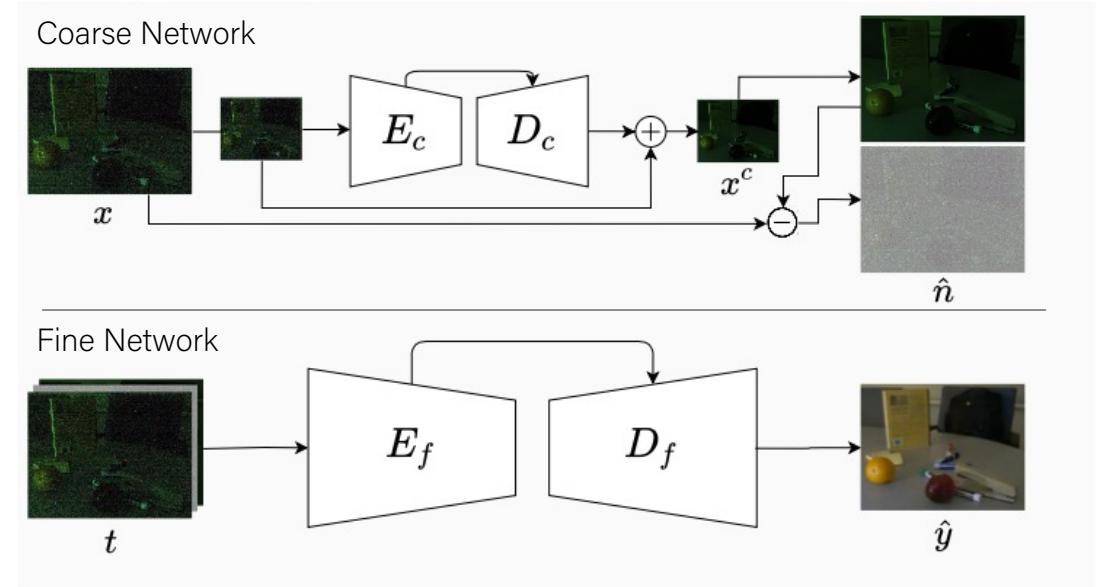 Coarse Network
x
E_c
D_c
+
x^c
−
n̂
Fine Network
t
E_f
D_f
ŷ